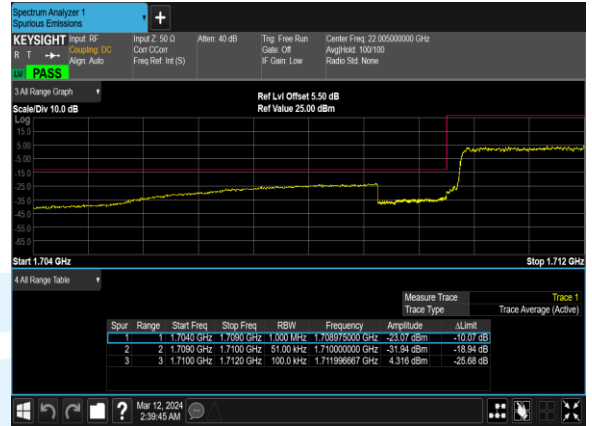 Spectrum Analyzer 1
Spurious Emissions
KEYSIGHT Input: RF Input Z: 50 Ω Atten: 40 dB Trig: Free Run Center Freq: 22.005000000 GHz
R T Coupling: DC Corr CCorr Gate: Off Avg|Hold: 100/100
Align: Auto Freq Ref: Int (S) IF Gain: Low Radio Std: None
PASS
3 All Range Graph
Ref Lvl Offset 5.50 dB
Scale/Div 10.0 dB Ref Value 25.00 dBm
Log
15.0
5.00
-5.00
-15.0
-25.0
-35.0
-45.0
-55.0
-65.0
Start 1.704 GHz Stop 1.712 GHz
4 All Range Table
Measure Trace Trace 1
Trace Type Trace Average (Active)
Spur Range Start Freq Stop Freq RBW Frequency Amplitude ΔLimit
1 1 1.7040 GHz 1.7090 GHz 1.000 MHz 1.708975000 GHz -23.07 dBm -10.07 dB
2 2 1.7090 GHz 1.7100 GHz 51.00 kHz 1.710000000 GHz -31.94 dBm -18.94 dB
3 3 1.7100 GHz 1.7120 GHz 100.0 kHz 1.711996667 GHz 4.316 dBm -25.68 dB
?
Mar 12, 2024
2:39:45 AM